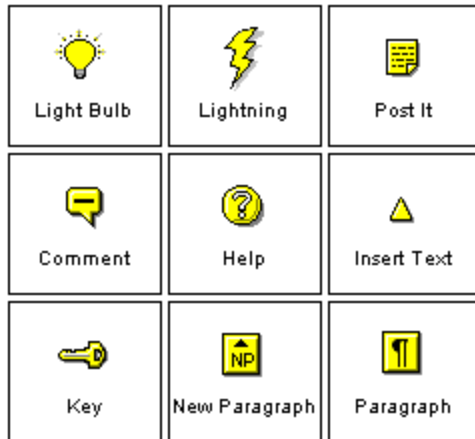 Light Bulb
Lightning
Post It
Comment
?
Help
Insert Text
Key
NP
New Paragraph
¶
Paragraph